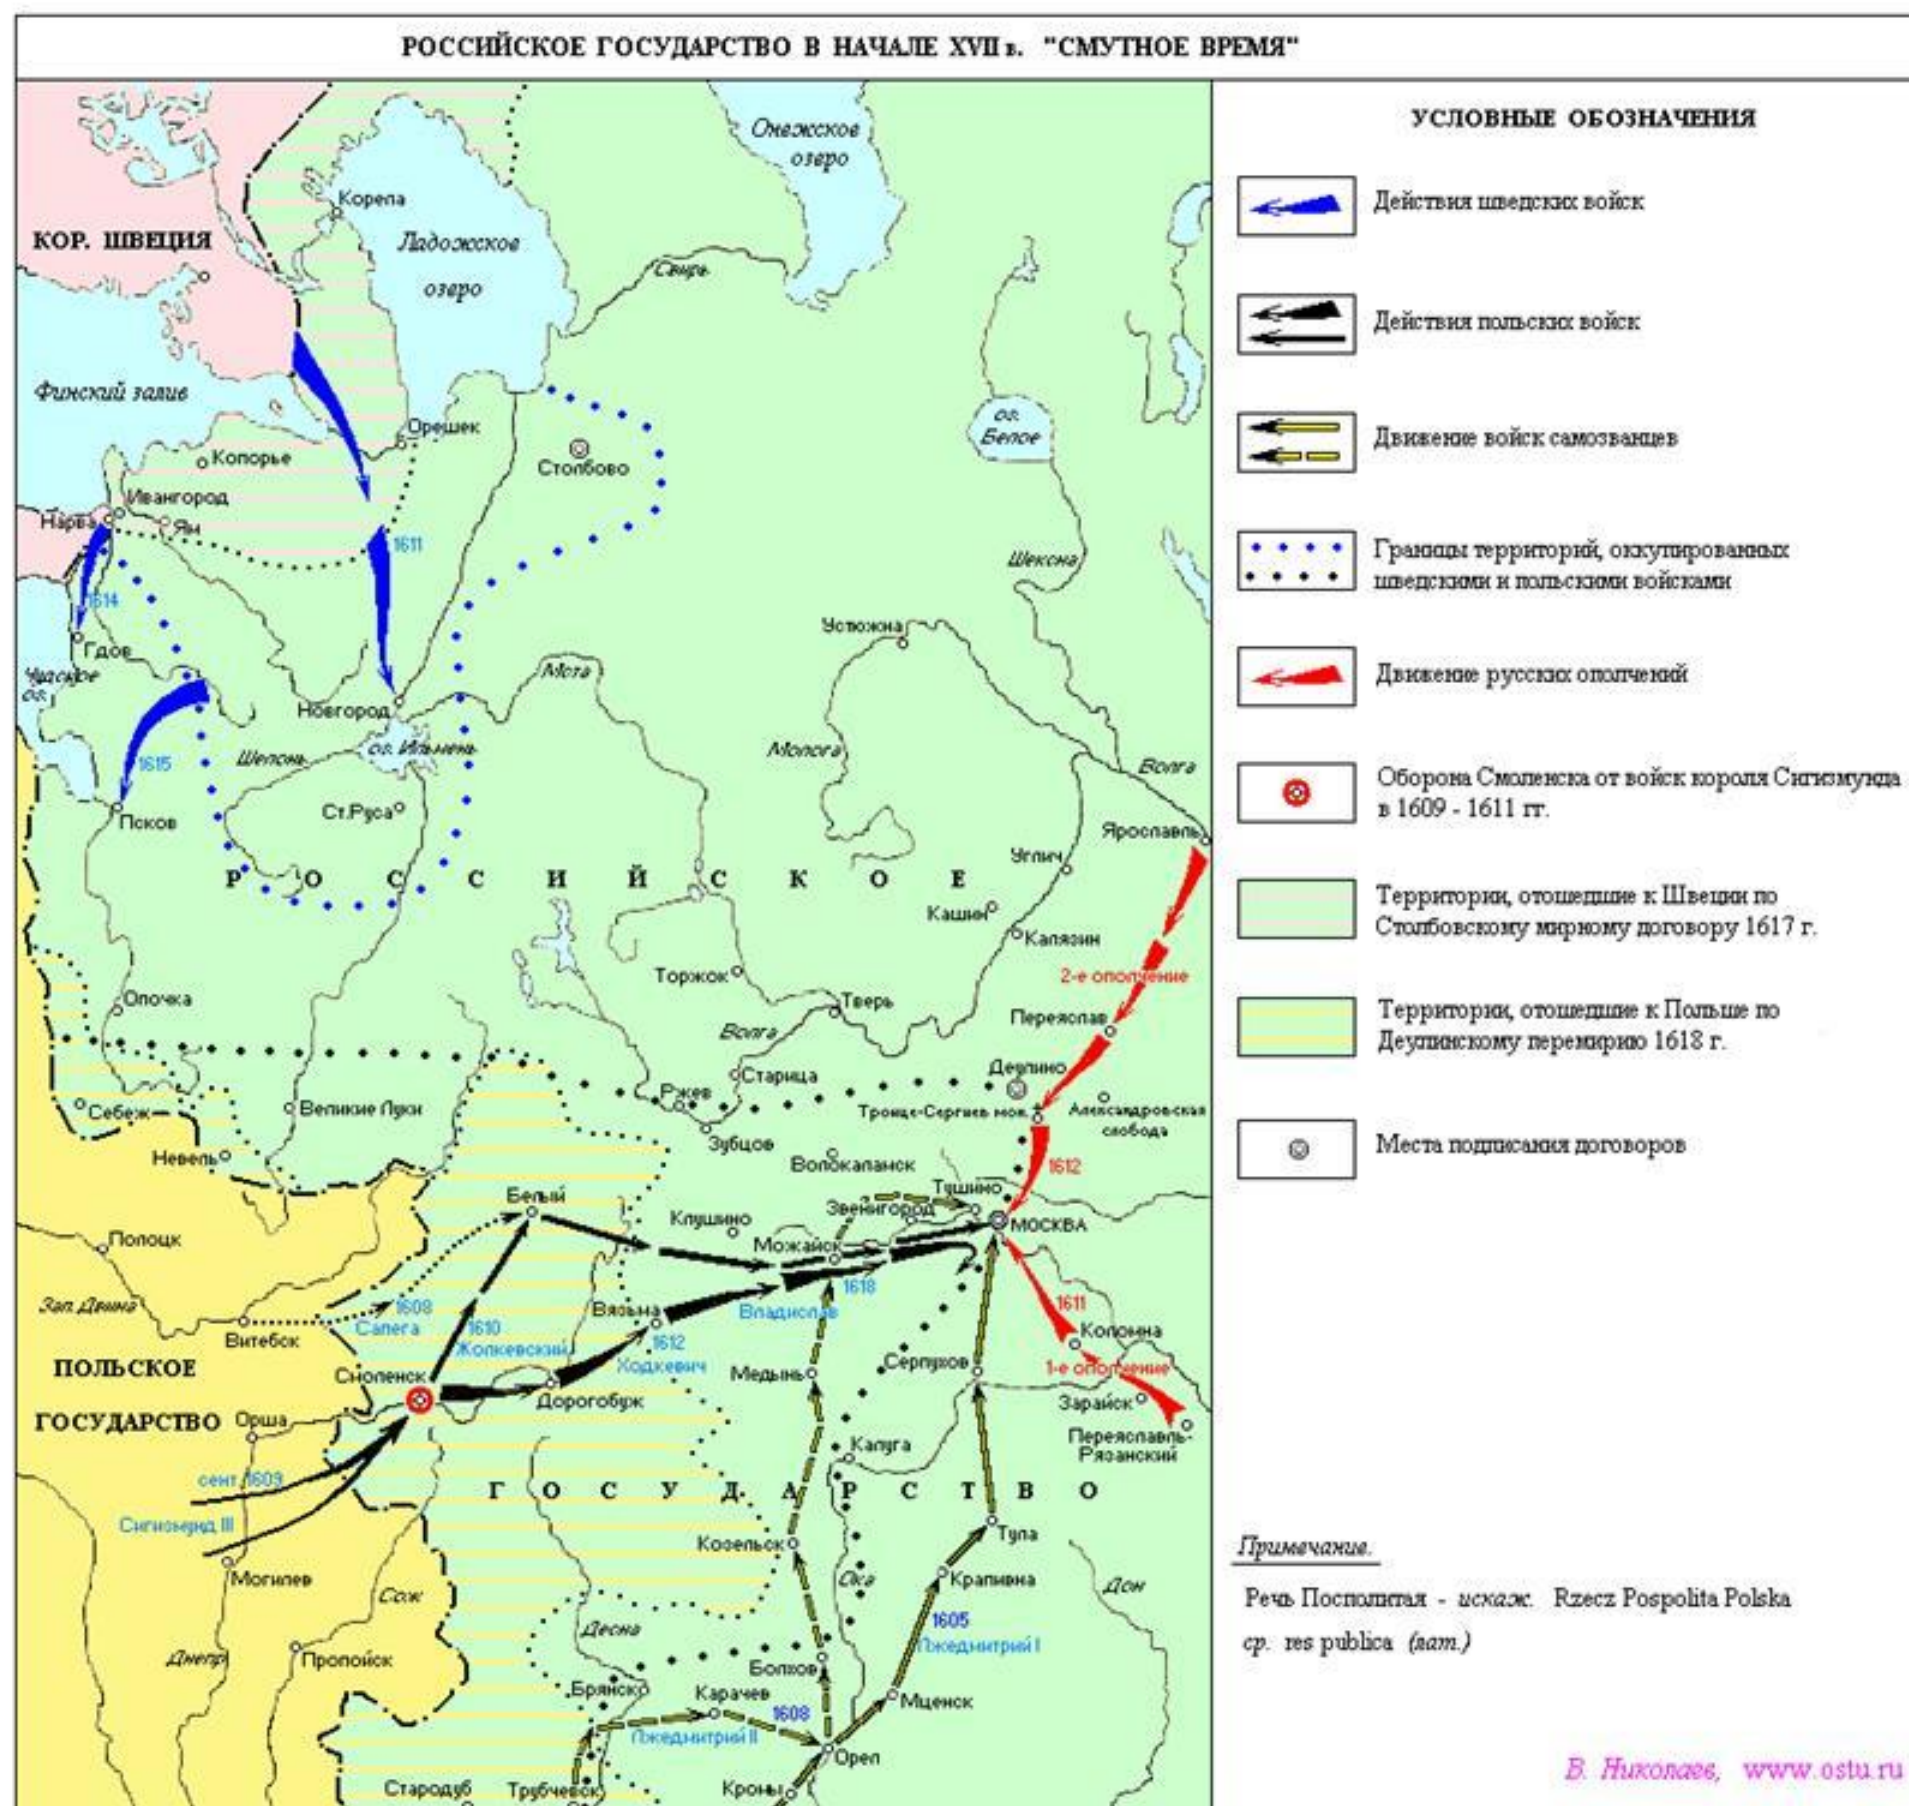 РОССИЙСКОЕ ГОСУДАРСТВО В НАЧАЛЕ XVII в. "СМУТНОЕ ВРЕМЯ"
Онежское
озеро
Корела
КОР. ШВЕЦИЯ
Ладожское
озеро
Свирь
Финский залив
Орешек
оз.
Белое
Копорье
Столбово
Ивангород
Нарва
Ям
1611
Шексна
1614
Гдов
Устюжна
Чудское
оз.
Мста
Новгород
оз. Ильмень
Шелонь
Молога
Волга
1615
Псков
Ст.Руса
Ярославль
Углич
РОССИЙСКОЕ
Кашин
Калязин
Торжок
2-е ополчение
Опочка
Тверь
Переяслав
Волга
Деулино
Старица
Ржев
Себеж
Великие Луки
Троице-Сергиев мон.
Александровская
слобода
Зубцов
Невель
Волокаламск
1612
Белый
Тушино
Звенигород
Клушино
МОСКВА
Полоцк
Можайск
1618
Зап.Двина
1608
Сапега
Вязьма
Владислав
1611
Витебск
1610
Жолкевский
1612
Ходкевич
Коломна
ПОЛЬСКОЕ
ГОСУДАРСТВО
Смоленск
Медынь
Серпухов
1-е ополчение
Дорогобуж
Зарайск
Орша
Переяславль-
Рязанский
Калуга
сент. 1609
ГОСУДАРСТВО
Сигизмунд III
Тула
Козельск
Могилев
Сож
Ока
Крапивна
Дон
1605
Лжедмитрий I
Десна
Днепр
Пропойск
Болхов
Брянск
Карачев
Мценск
1608
Лжедмитрий II
Орел
Стародуб
Трубчевск
Кромы
УСЛОВНЫЕ ОБОЗНАЧЕНИЯ
Действия шведских войск
Действия польских войск
Движение войск самозванцев
Границы территорий, оккупированных
шведскими и польскими войсками
Движение русских ополчений
Оборона Смоленска от войск короля Сигизмунда
в 1609 - 1611 гг.
Территории, отошедшие к Швеции по
Столбовскому мирному договору 1617 г.
Территории, отошедшие к Польше по
Деулинскому перемирию 1618 г.
Места подписания договоров
Примечание.
Речь Посполитая - искаж. Rzecz Pospolita Polska
ср. res publica (лат.)
В. Николаев, www.ostu.ru